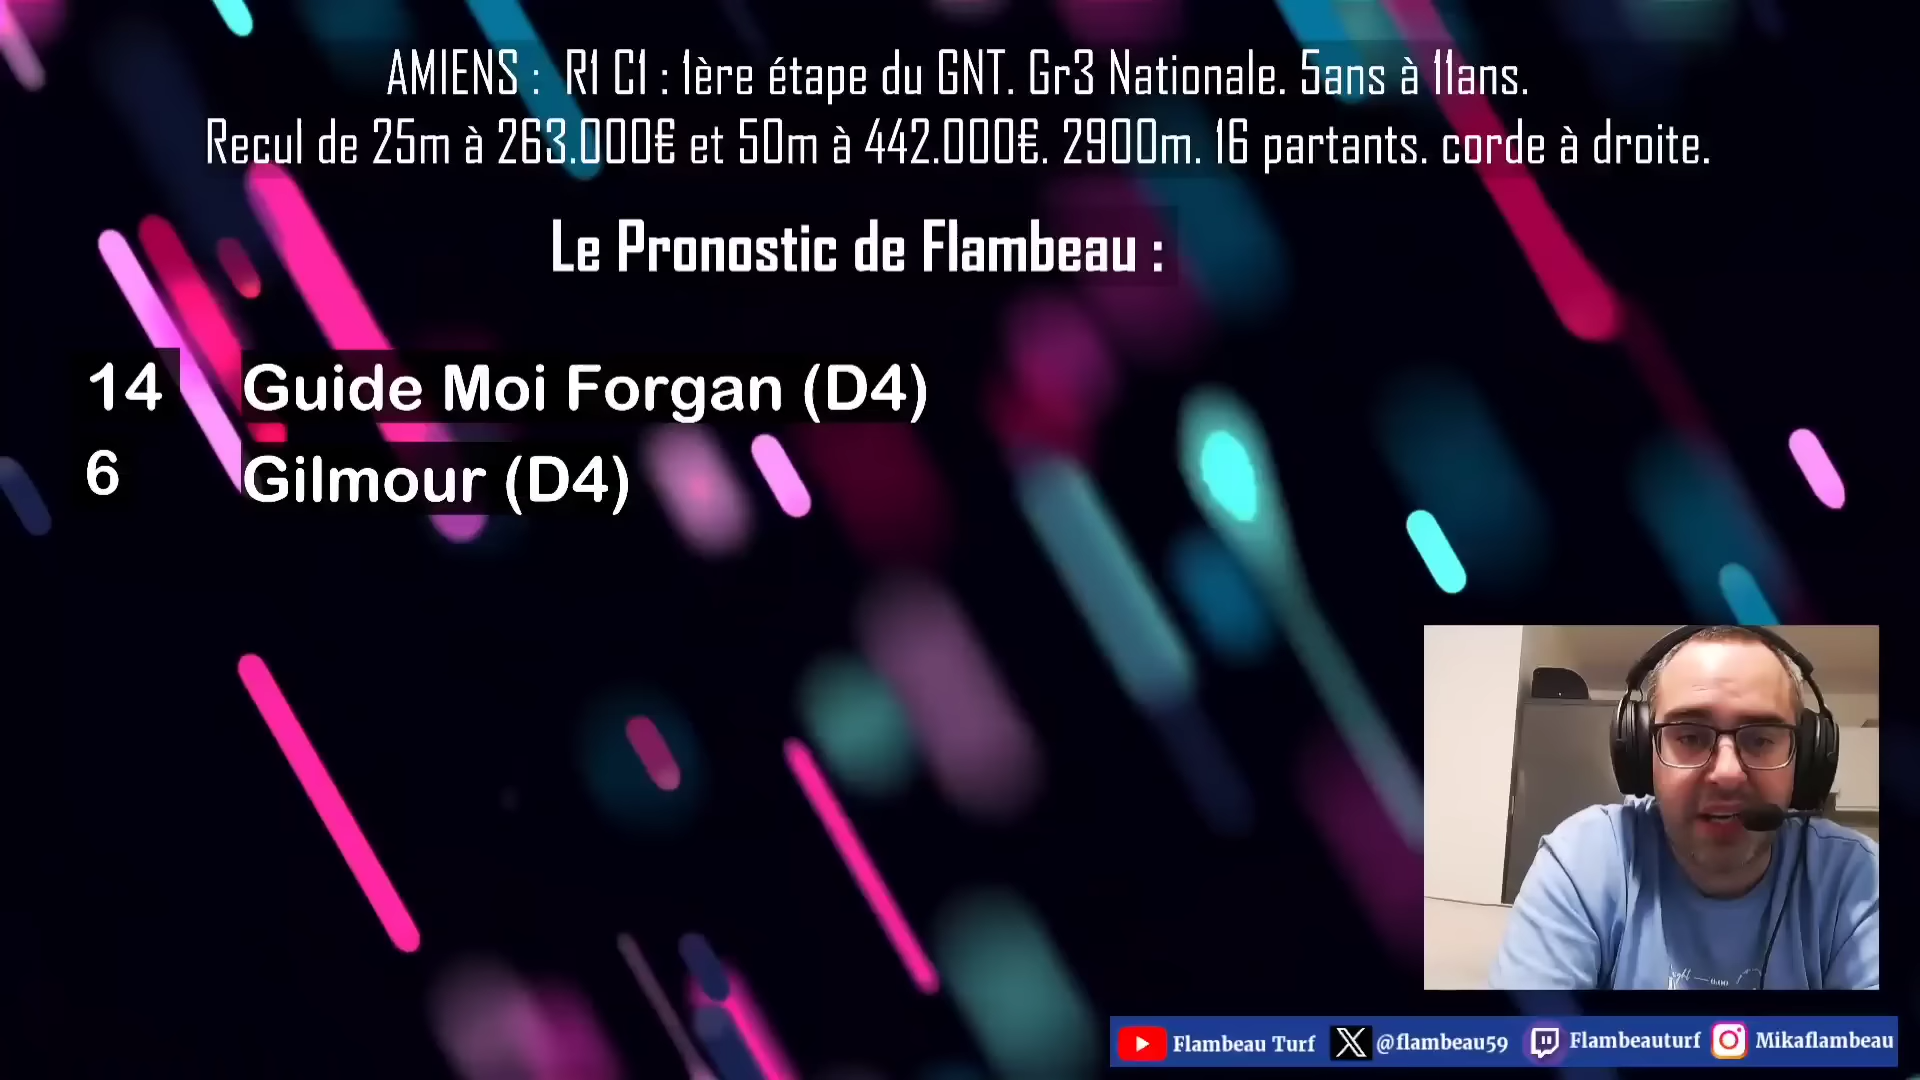 AMIENS : R1 C1 : 1ère étape du GNT. Gr3 Nationale. 5ans à 11ans.
Recul de 25m à 263.000€ et 50m à 442.000€. 2900m. 16 partants. corde à droite.
Le Pronostic de Flambeau :
14 Guide Moi Forgan (D4)
6 Gilmour (D4)
Flambeau Turf @flambeau59 Flambeauturf Mikaflambeau